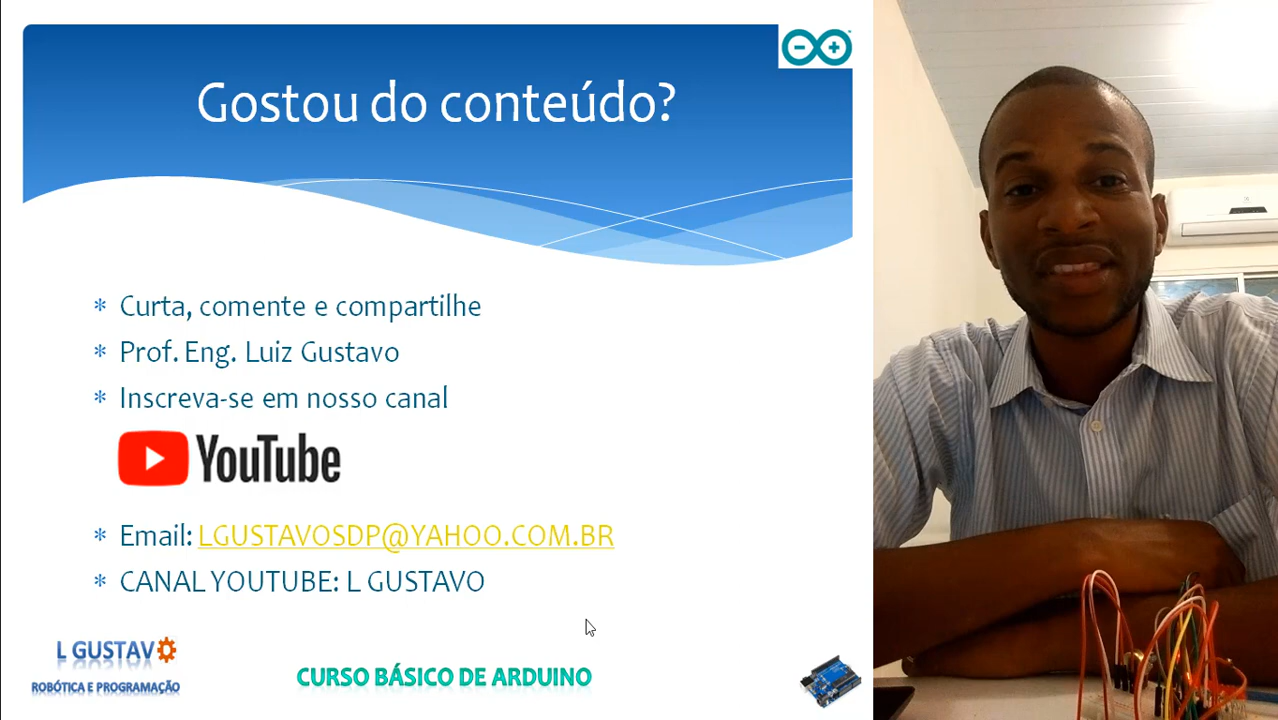 Gostou do conteúdo?
* Curta, comente e compartilhe
* Prof. Eng. Luiz Gustavo
* Inscreva-se em nosso canal
YouTube
* Email: LGUSTAVOSDP@YAHOO.COM.BR
* CANAL YOUTUBE: L GUSTAVO
L GUSTAVO
ROBÓTICA E PROGRAMAÇÃO
CURSO BÁSICO DE ARDUINO